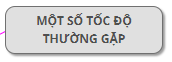 MỘT SỐ TỐC ĐỘ
THƯỜNG GẶP